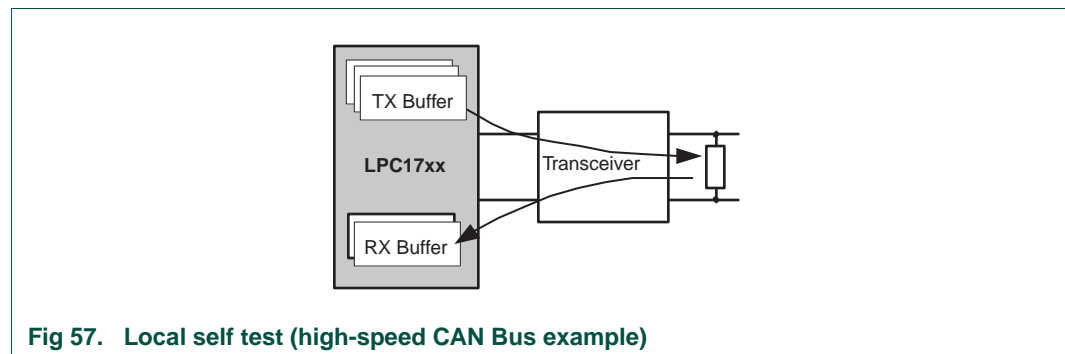 TX Buffer
LPC17xx
Transceiver
RX Buffer
Fig 57. Local self test (high-speed CAN Bus example)